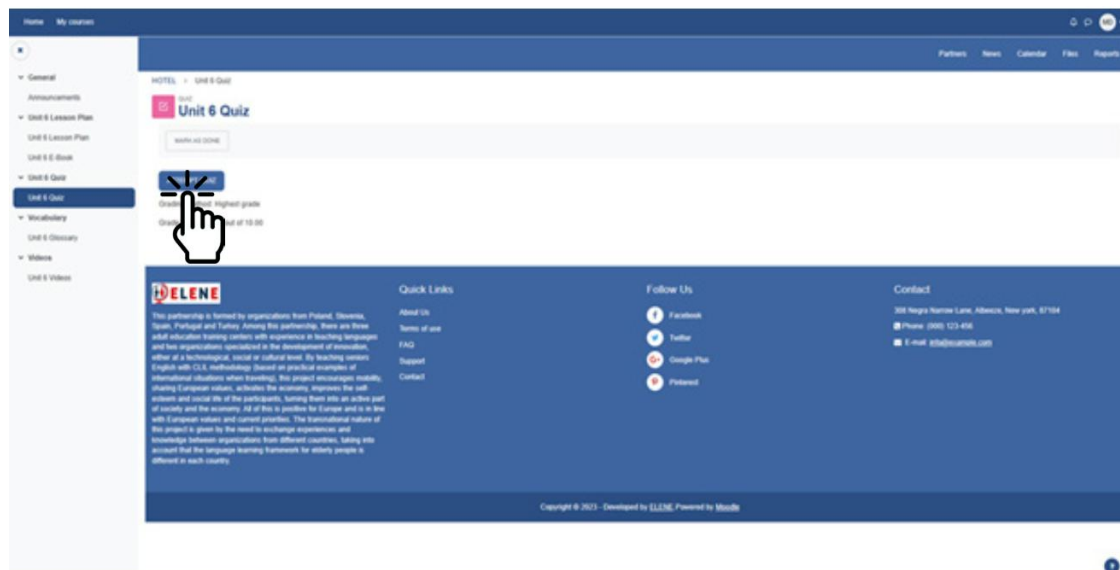 Home My courses
MD
Partners News Calendar Files Reports
General
Announcements
Unit 6 Lesson Plan
Unit 6 Lesson Plan
Unit 6 E-Book
Unit 6 Quiz
Unit 6 Quiz
Vocabulary
Unit 6 Glossary
Videos
Unit 6 Videos
HOTEL > Unit 6 Quiz
QUIZ
Unit 6 Quiz
MARK AS DONE
Highest grade
out of 10.00
ELENE
This partnership is formed by organizations from Poland, Slovenia,
Spain, Portugal and Turkey. Among this partnership, there are three
adult education training centers with experience in teaching languages
and two organizations specialized in the development of innovation,
either at a technological, social or cultural level. By teaching seniors
English with CLIL methodology (based on practical examples of
international situations when traveling), this project encourages mobility,
sharing European values, activates the economy, improves the self-
esteem and social life of the participants, turning them into an active part
of society and the economy. All of this is positive for Europe and is in line
with European values and current priorities. The transnational nature of
this project is given by the need to exchange experiences and
knowledge between organizations from different countries, taking into
account that the language learning framework for elderly people is
different in each country.
Quick Links
About Us
Terms of use
FAQ
Support
Contact
Follow Us
Facebook
Twitter
Google Plus
Pinterest
Contact
308 Negra Narrow Lane, Albeeze, New york, 87104
Phone: (000) 123-456
E-mail: info@example.com
Copyright © 2023 - Developed by ELENE. Powered by Moodle